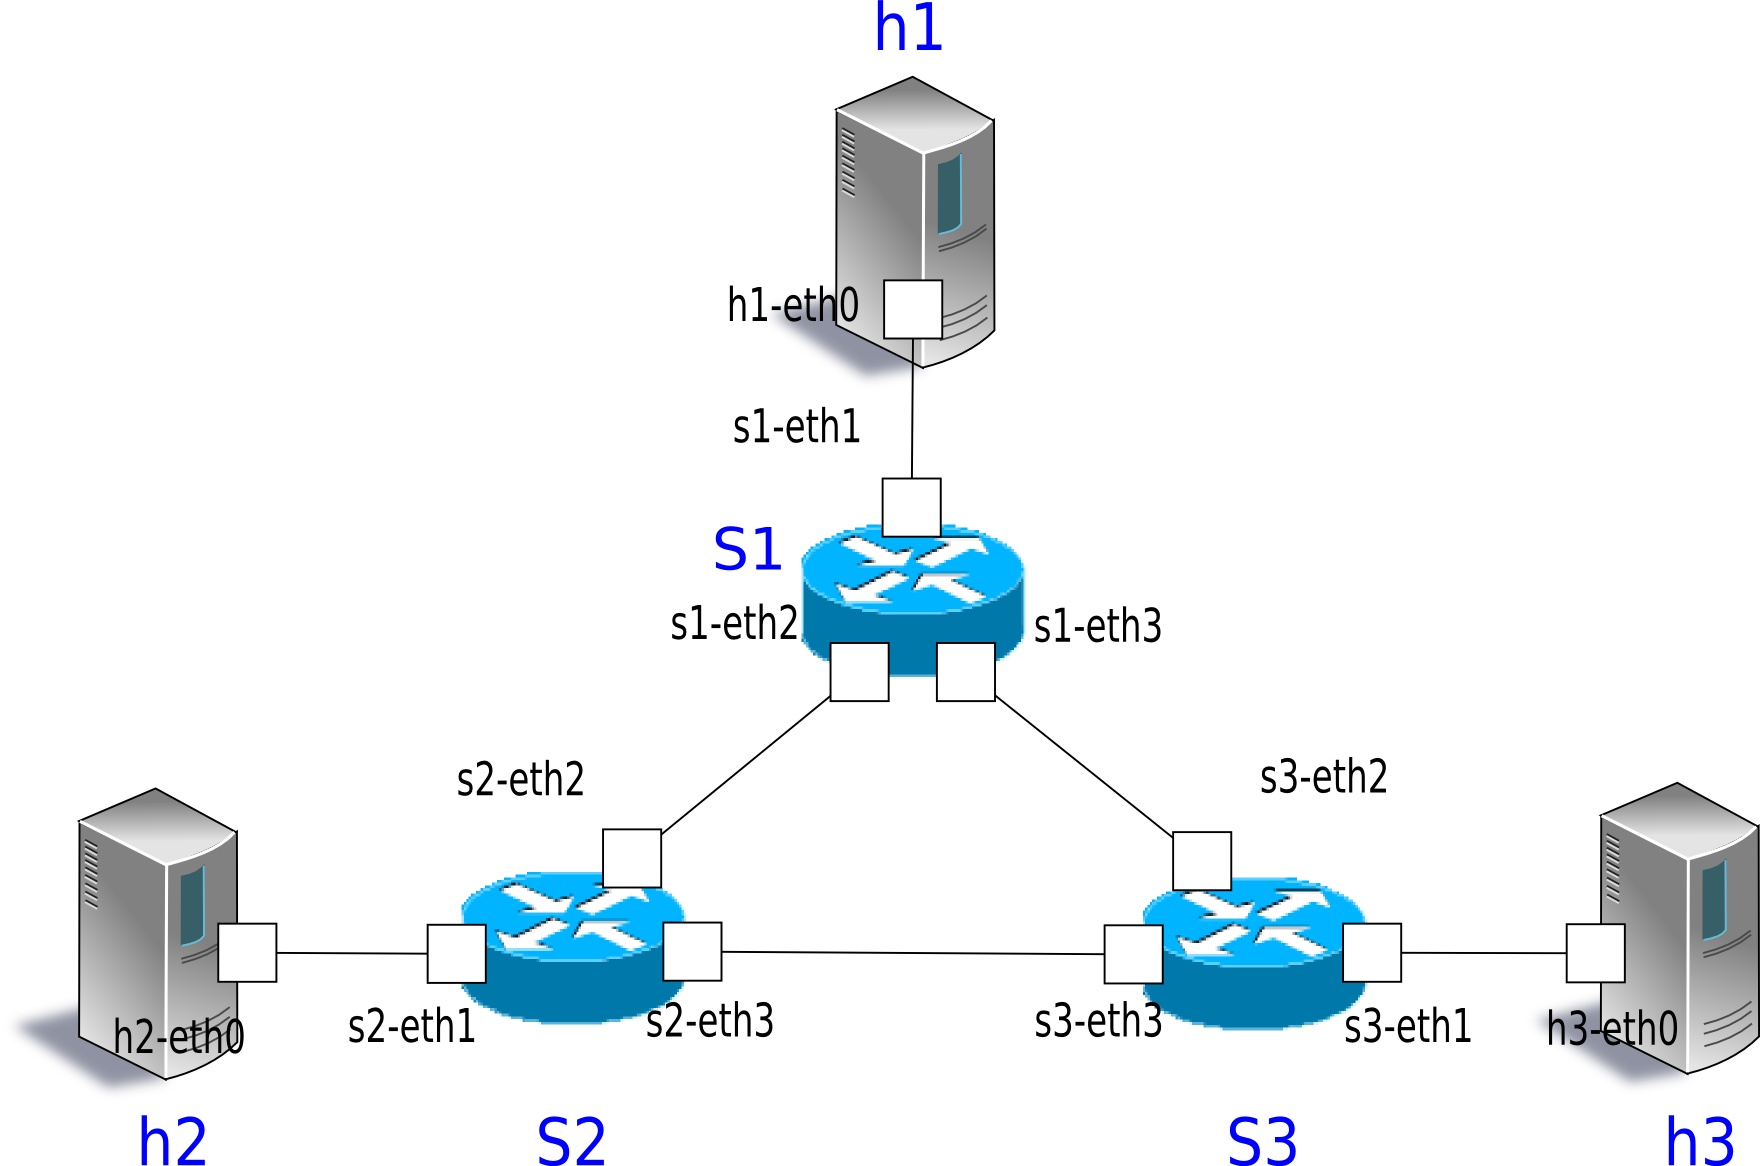 h1
h1-eth0
s1-eth1
S1
s1-eth2
s1-eth3
s2-eth2
s3-eth2
h2-eth0
s2-eth1
s2-eth3
s3-eth3
s3-eth1
h3-eth0
h2
S2
S3
h3